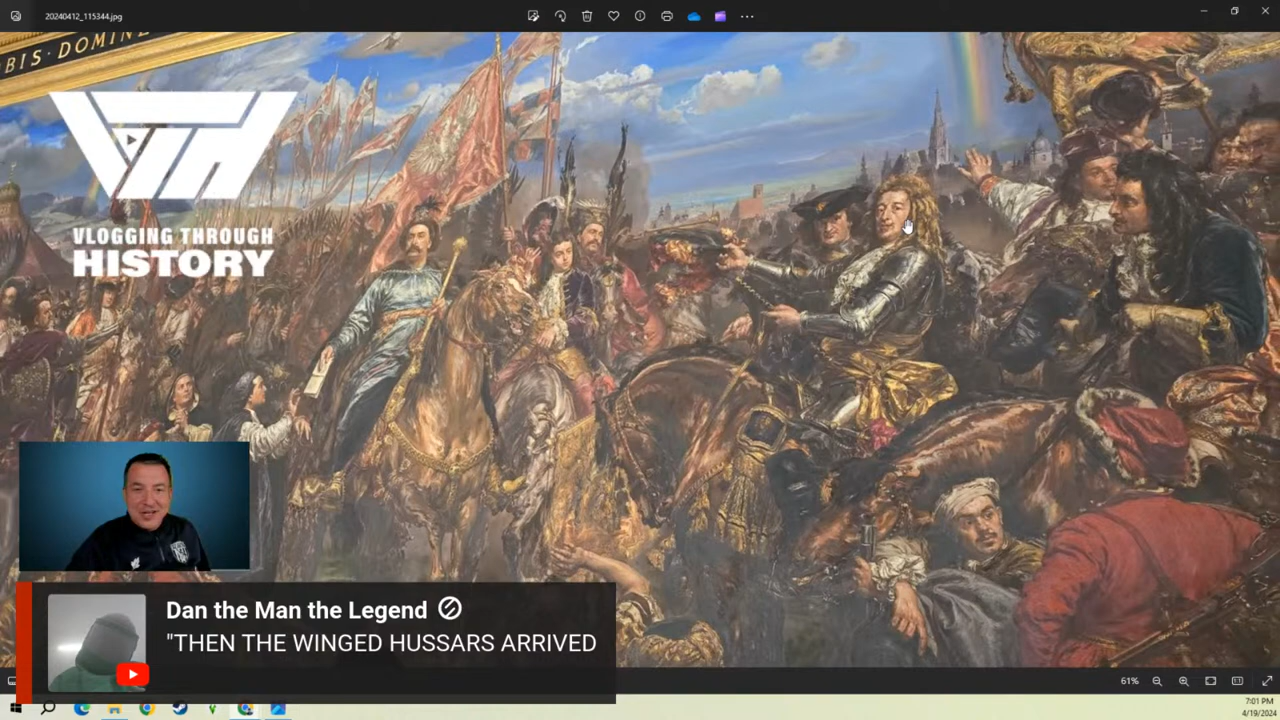 20240412_115344.jpg
BIS·DOMINE
VLOGGING THROUGH
HISTORY
Dan the Man the Legend
"THEN THE WINGED HUSSARS ARRIVED
61%
7:01 PM
4/19/2024